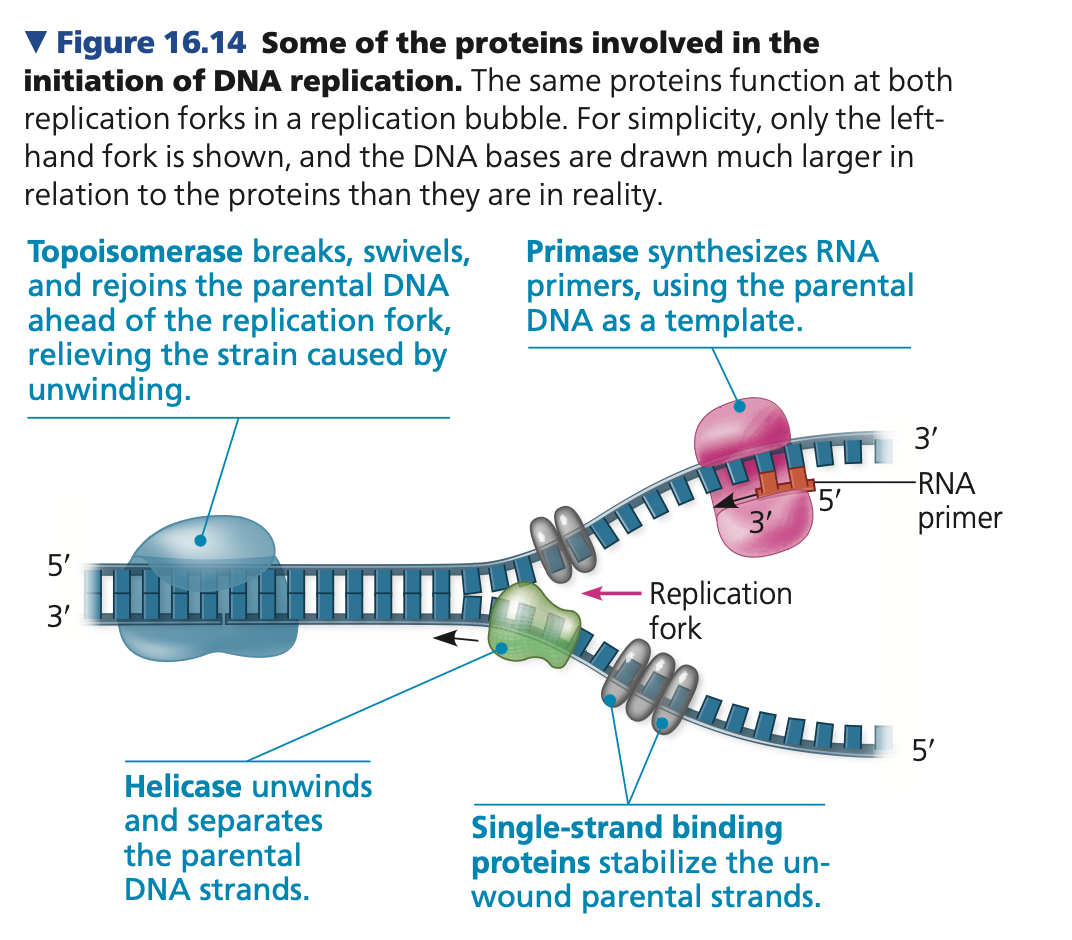 ▼ Figure 16.14 Some of the proteins involved in the
initiation of DNA replication. The same proteins function at both
replication forks in a replication bubble. For simplicity, only the left-
hand fork is shown, and the DNA bases are drawn much larger in
relation to the proteins than they are in reality.
Topoisomerase breaks, swivels,
and rejoins the parental DNA
ahead of the replication fork,
relieving the strain caused by
unwinding.
Primase synthesizes RNA
primers, using the parental
DNA as a template.
3′
RNA
primer
5′
3′
5′
3′
Replication
fork
5′
Helicase unwinds
and separates
the parental
DNA strands.
Single-strand binding
proteins stabilize the un-
wound parental strands.